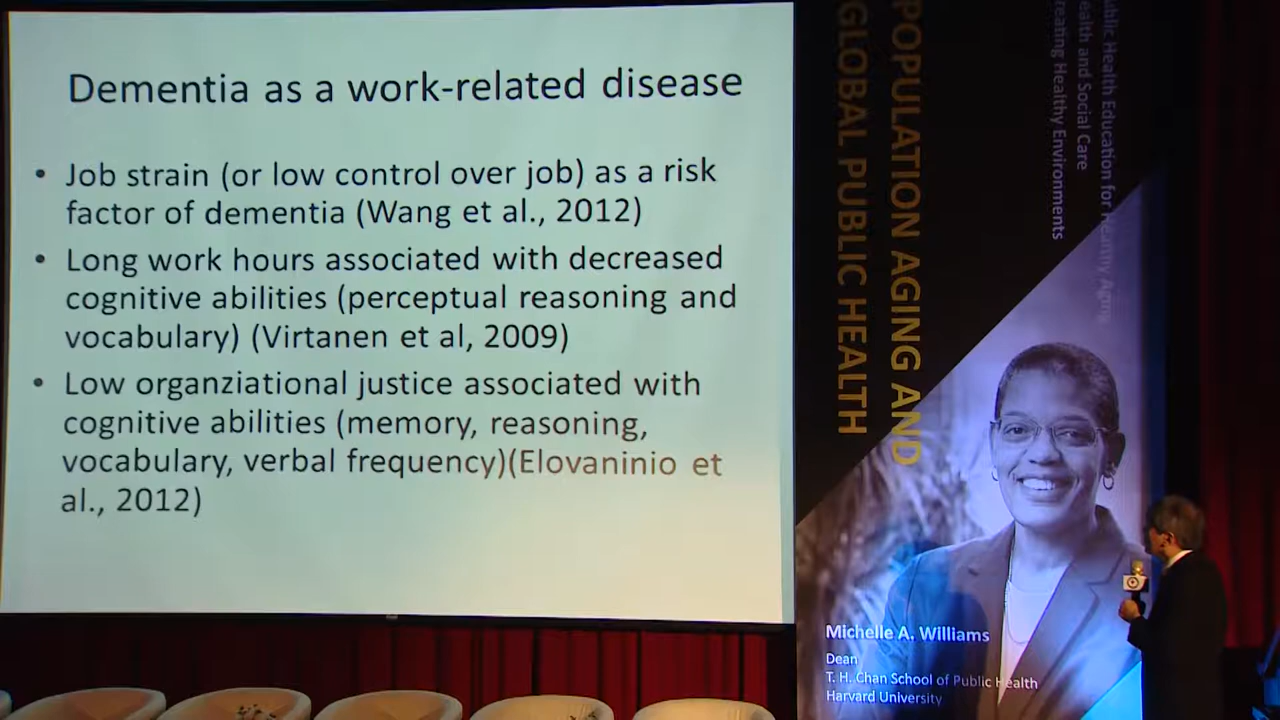 Dementia as a work-related disease
• Job strain (or low control over job) as a risk
factor of dementia (Wang et al., 2012)
• Long work hours associated with decreased
cognitive abilities (perceptual reasoning and
vocabulary) (Virtanen et al, 2009)
• Low organziational justice associated with
cognitive abilities (memory, reasoning,
vocabulary, verbal frequency)(Elovaninio et
al., 2012)
POPULATION AGING AND
GLOBAL PUBLIC HEALTH
Public Health Education for Healthy Aging
Health and Social Care
Creating Healthy Environments
Michelle A. Williams
Dean
T. H. Chan School of Public Health
Harvard University